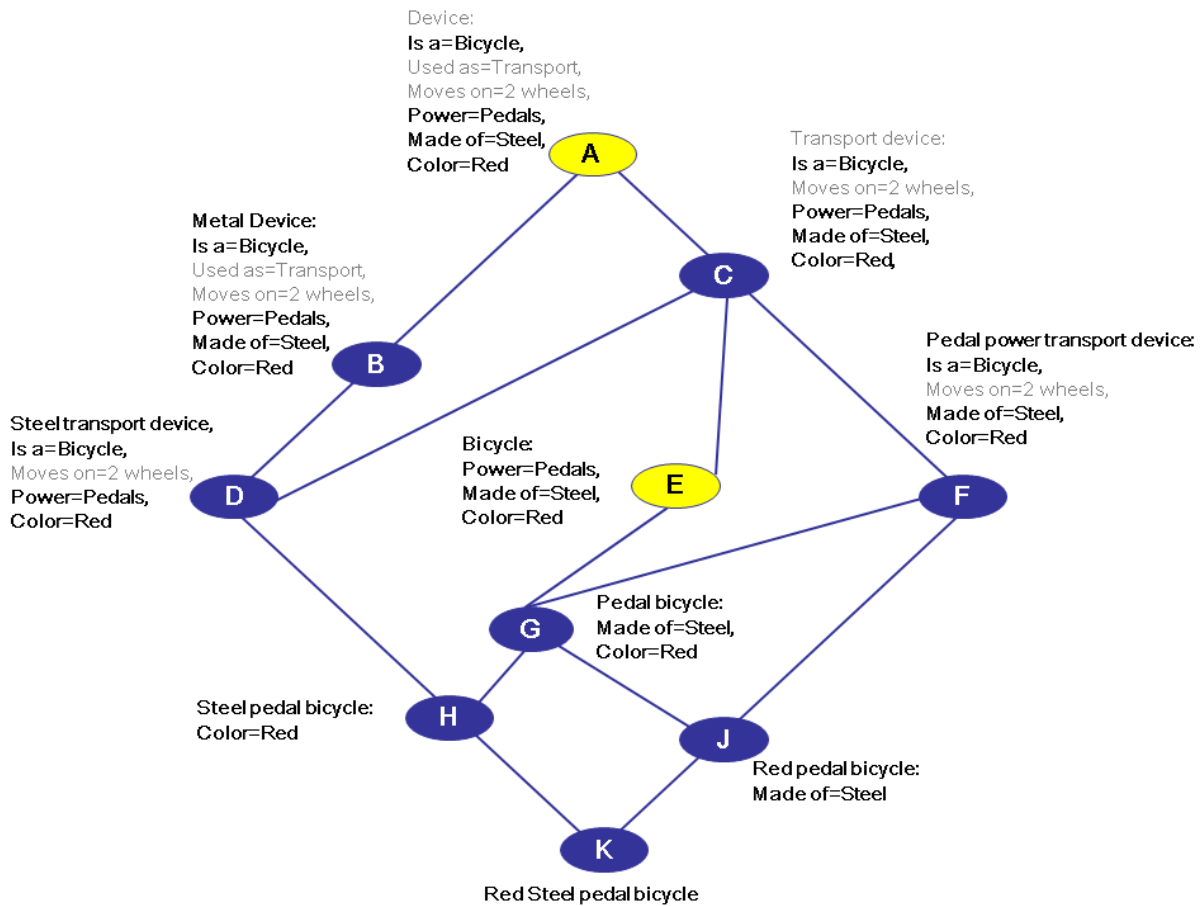 Device:
Is a=Bicycle,
Used as=Transport,
Moves on=2 wheels,
Power=Pedals,
Made of=Steel,
Color=Red
A
Transport device:
Is a=Bicycle,
Moves on=2 wheels,
Power=Pedals,
Made of=Steel,
Color=Red,
C
Metal Device:
Is a=Bicycle,
Used as=Transport,
Moves on=2 wheels,
Power=Pedals,
Made of=Steel,
Color=Red
B
Pedal power transport device:
Is a=Bicycle,
Moves on=2 wheels,
Made of=Steel,
Color=Red
F
Steel transport device,
Is a=Bicycle,
Moves on=2 wheels,
Power=Pedals,
Color=Red
D
Bicycle:
Power=Pedals,
Made of=Steel,
Color=Red
E
Pedal bicycle:
Made of=Steel,
Color=Red
G
Steel pedal bicycle:
Color=Red
H
J
Red pedal bicycle:
Made of=Steel
K
Red Steel pedal bicycle